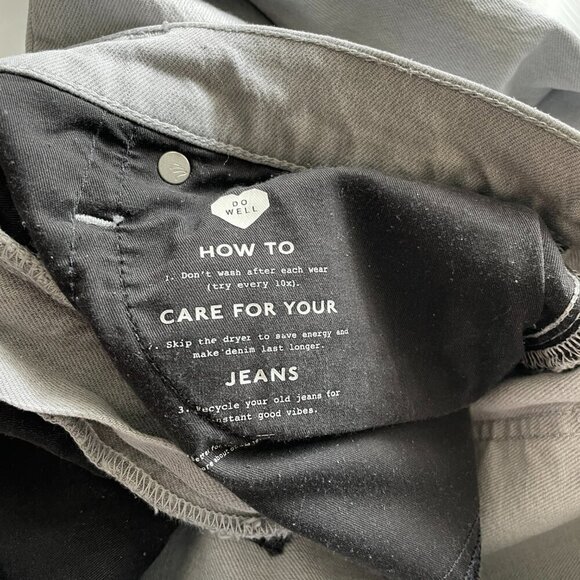 DO
WELL
HOW TO
1. Don't wash after each wear
(try every 10x).
CARE FOR YOUR
Skip the dryer to save energy and
make denim last longer.
JEANS
3. Recycle your old jeans for
instant good vibes.